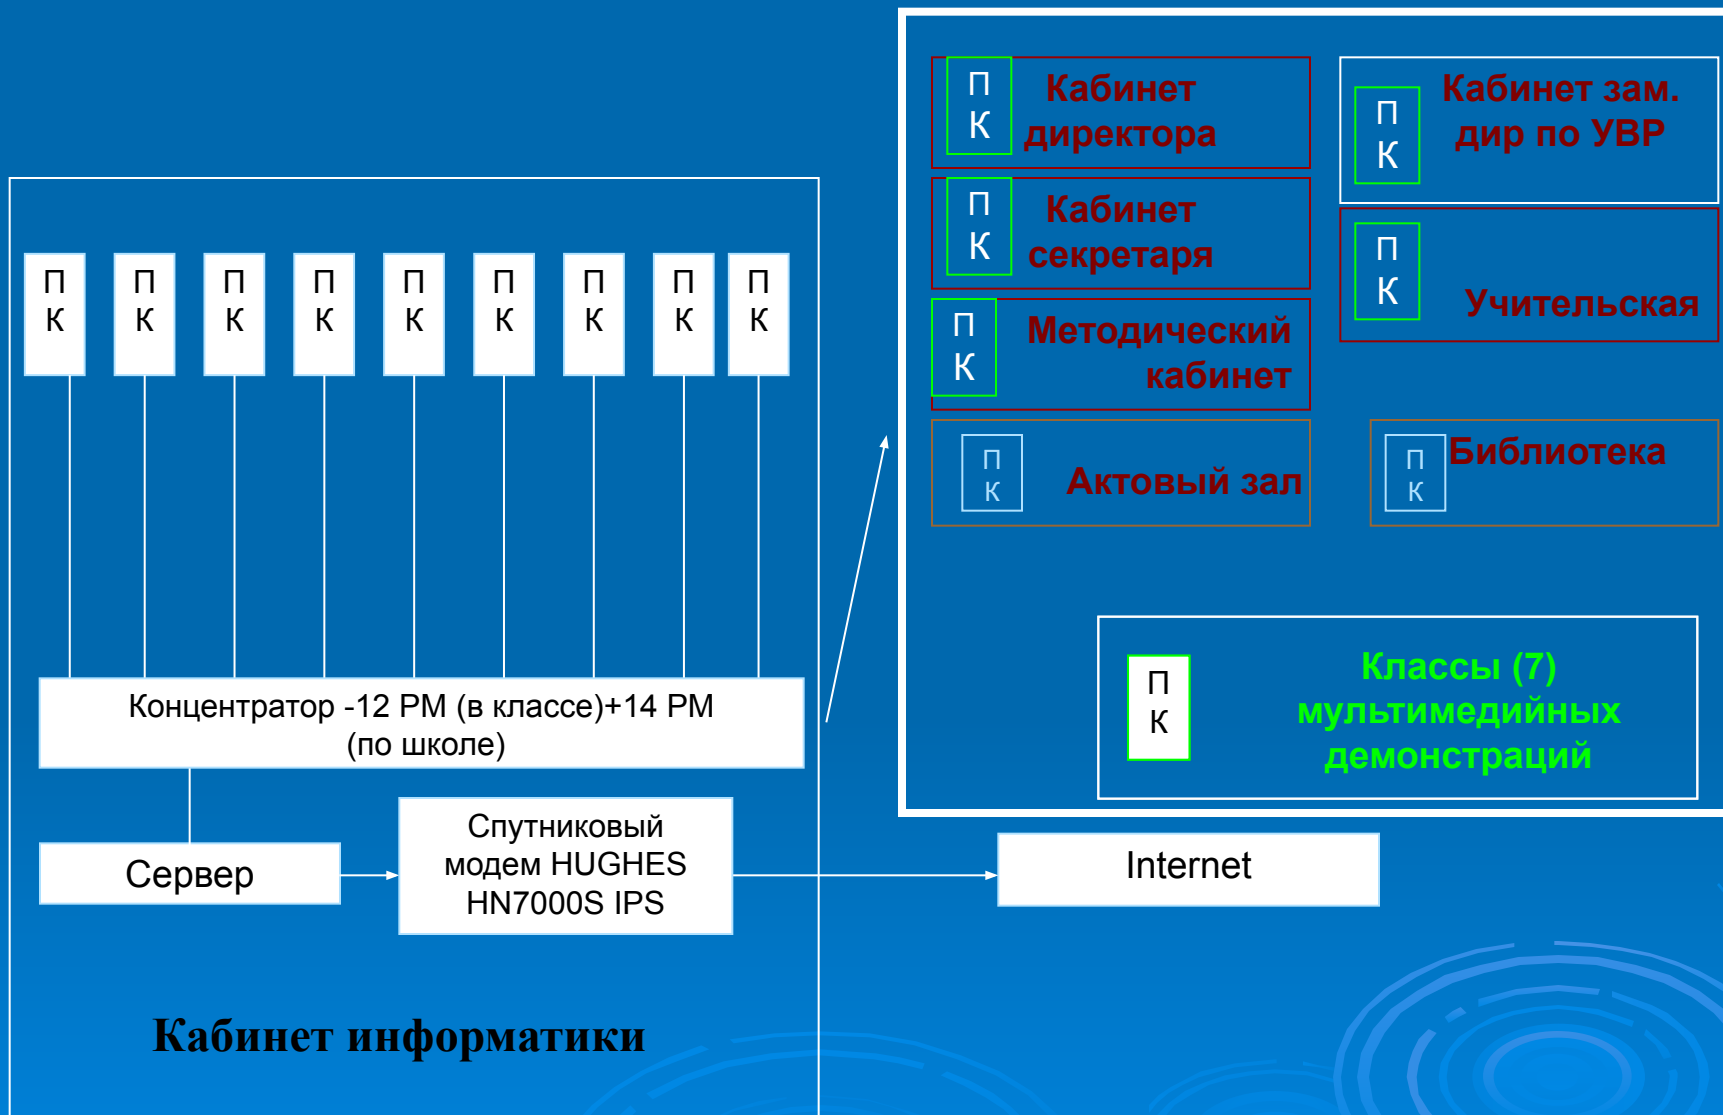 П
К
П
К
П
К
П
К
П
К
П
К
П
К
П
К
П
К
Концентратор -12 РМ (в классе)+14 РМ
(по школе)
Сервер
Спутниковый
модем HUGHES
HN7000S IPS
Internet
Кабинет информатики
П
К
Кабинет
директора
П
К
Кабинет зам.
дир по УВР
П
К
Кабинет
секретаря
П
К
Учительская
П
К
Методический
кабинет
П
К
Актовый зал
П
К
Библиотека
П
К
Классы (7)
мультимедийных
демонстраций